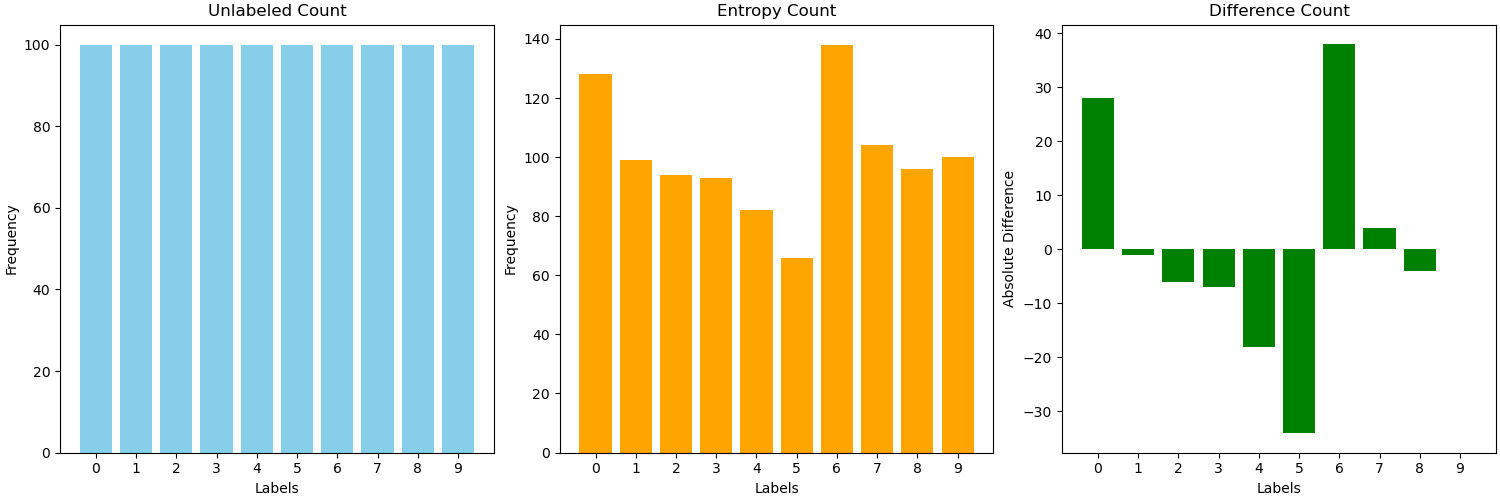 Unlabeled Count
Frequency
100
80
60
40
20
0
0 1 2 3 4 5 6 7 8 9
Labels
Entropy Count
Frequency
140
120
100
80
60
40
20
0
0 1 2 3 4 5 6 7 8 9
Labels
Difference Count
Absolute Difference
40
30
20
10
0
−10
−20
−30
0 1 2 3 4 5 6 7 8 9
Labels